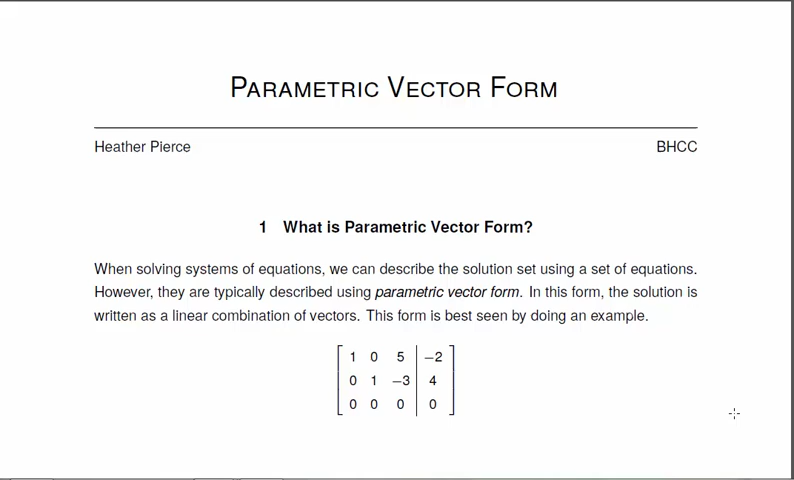 PARAMETRIC VECTOR FORM
Heather Pierce BHCC
1 What is Parametric Vector Form?
When solving systems of equations, we can describe the solution set using a set of equations.
However, they are typically described using parametric vector form. In this form, the solution is
written as a linear combination of vectors. This form is best seen by doing an example.
1 0 5 −2
0 1 −3 4
0 0 0 0